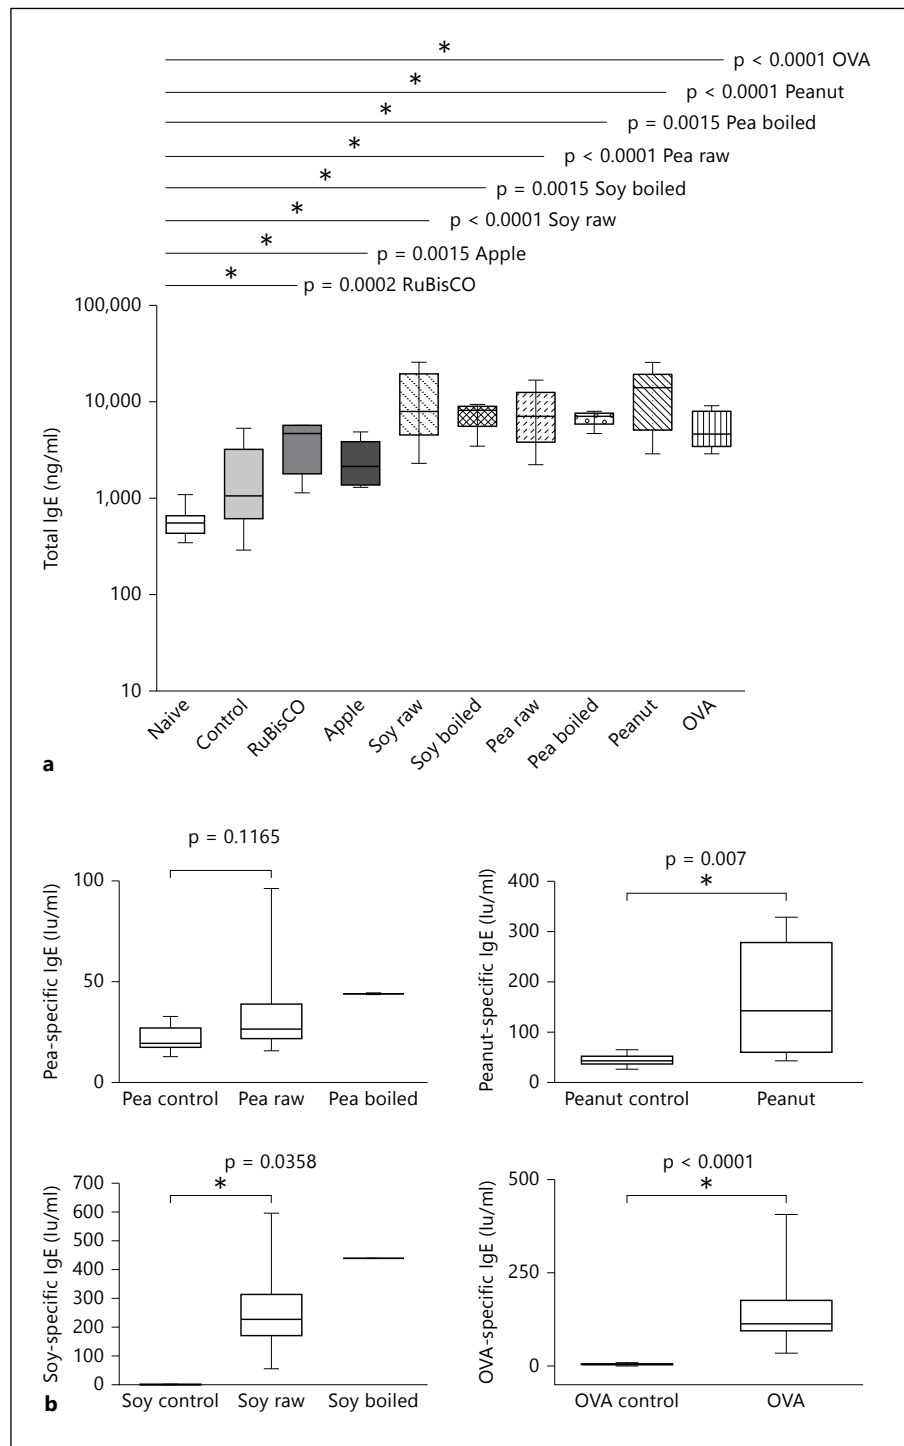 * p < 0.0001 OVA
* p < 0.0001 Peanut
* p = 0.0015 Pea boiled
* p < 0.0001 Pea raw
* p = 0.0015 Soy boiled
* p < 0.0001 Soy raw
* p = 0.0015 Apple
* p = 0.0002 RuBisCO
Total IgE (ng/ml)
100,000
10,000
1,000
100
10
Naive
Control
RuBisCO
Apple
Soy raw
Soy boiled
Pea raw
Pea boiled
Peanut
OVA
a
p = 0.1165
Pea-specific IgE (Iu/ml)
100
50
0
Pea control Pea raw Pea boiled
p = 0.007
*
Peanut-specific IgE (Iu/ml)
400
300
200
100
0
Peanut control Peanut
p = 0.0358
*
Soy-specific IgE (Iu/ml)
700
600
500
400
300
200
100
0
Soy control Soy raw Soy boiled
p < 0.0001
*
OVA-specific IgE (Iu/ml)
500
250
0
OVA control OVA
b